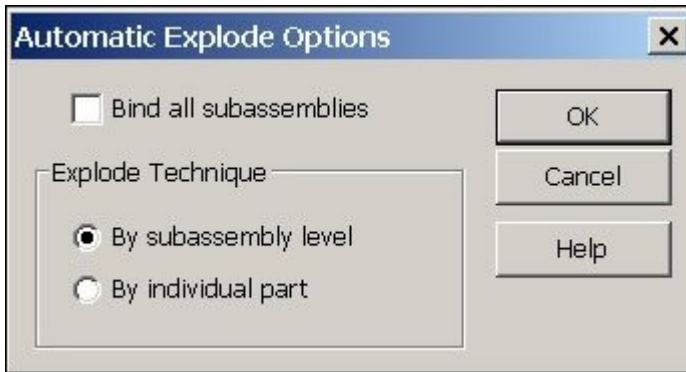 Automatic Explode Options
Bind all subassemblies
OK
Explode Technique
Cancel
By subassembly level
Help
By individual part